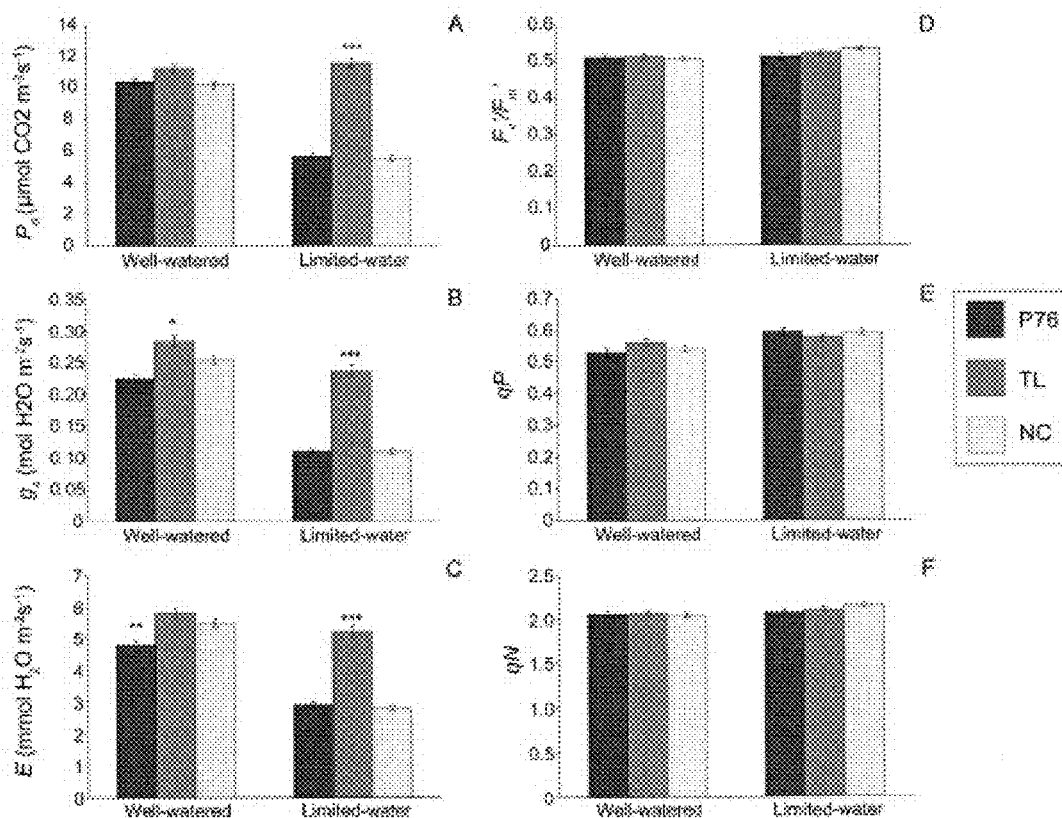 A
P_n (µmol CO2 m⁻²s⁻¹)
14
12
10
8
6
4
2
0
***
Well-watered
Limited-water
D
F_v'/F_m'
0.6
0.5
0.4
0.3
0.2
0.1
0
Well-watered
Limited-water
B
g_s (mol H2O m⁻²s⁻¹)
0.35
0.30
0.25
0.20
0.15
0.10
0.05
0
*
***
Well-watered
Limited-water
E
qP
0.7
0.6
0.5
0.4
0.3
0.2
0.1
0
Well-watered
Limited-water
P76
TL
NC
C
E (mmol H₂O m⁻²s⁻¹)
7
6
5
4
3
2
1
0
**
***
Well-watered
Limited-water
F
qN
2.5
2.0
1.5
1.0
0.5
0
Well-watered
Limited-water